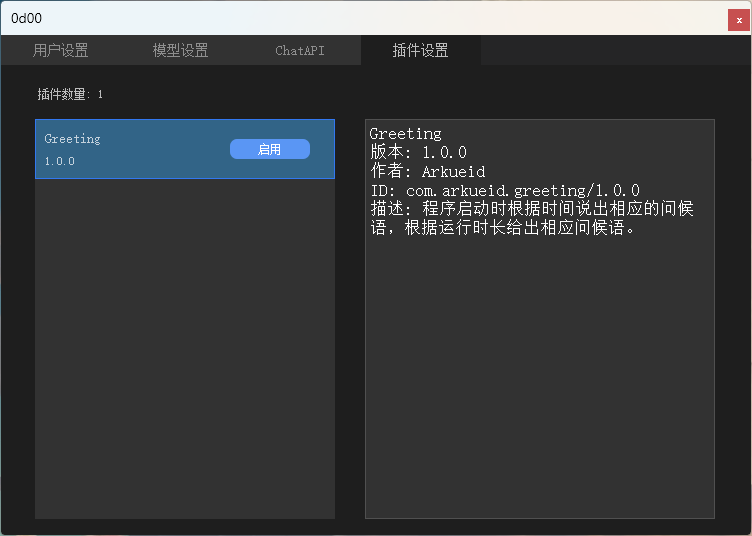 0d00
x
用户设置 模型设置 ChatAPI 插件设置
插件数量: 1
Greeting
1.0.0
启用
Greeting
版本: 1.0.0
作者: Arkueid
ID: com.arkueid.greeting/1.0.0
描述: 程序启动时根据时间说出相应的问候
语，根据运行时长给出相应问候语。